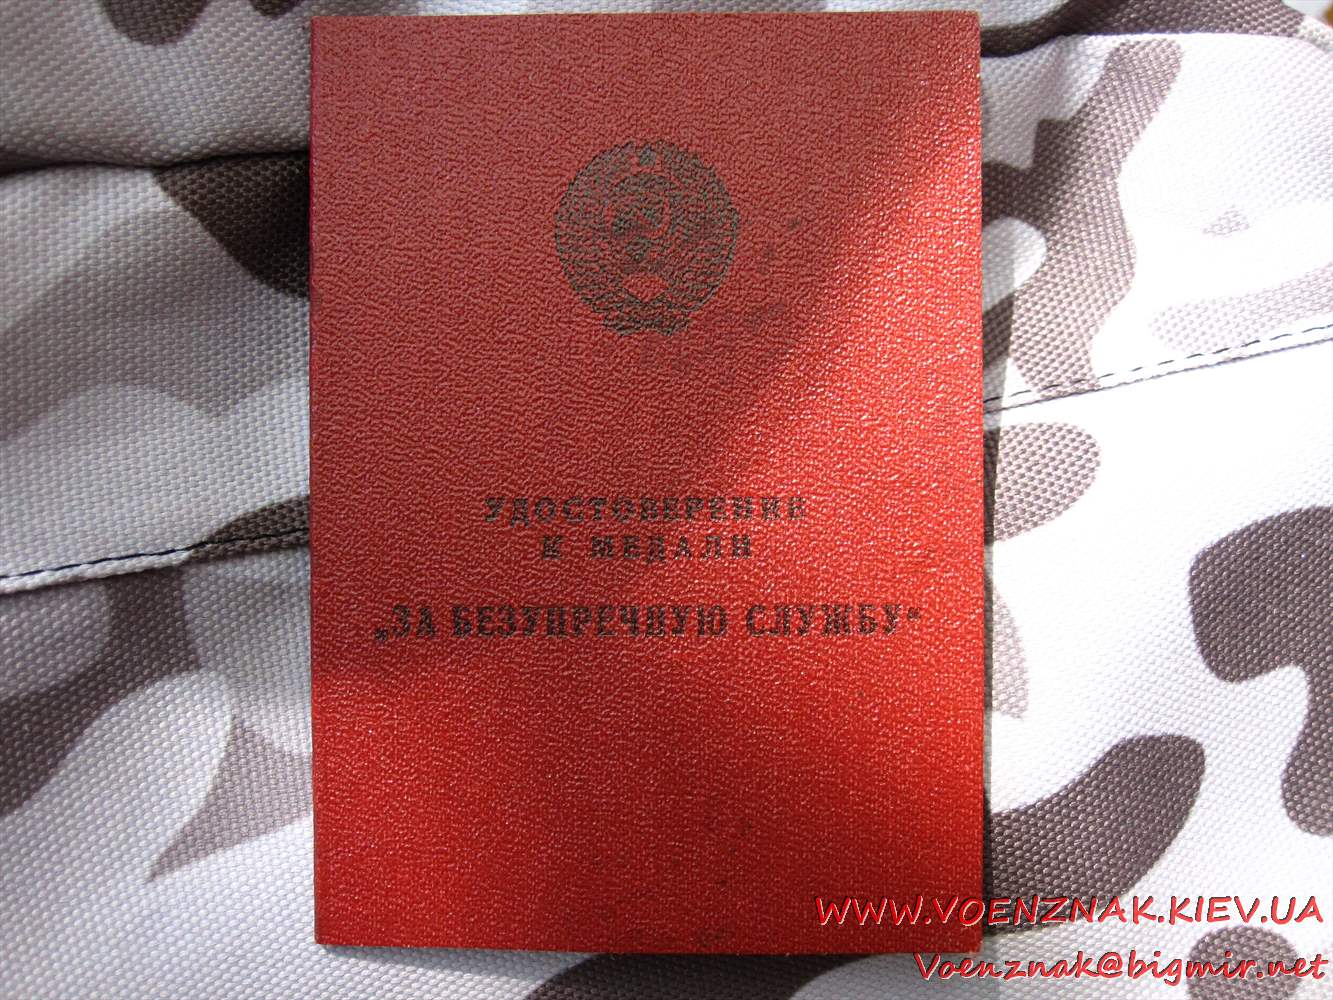 УДОСТОВЕРЕНИЕ
К МЕДАЛИ
„ЗА БЕЗУПРЕЧНУЮ СЛУЖБУ“
WWW.VOENZNAK.KIEV.UA
Voenznak@bigmir.net